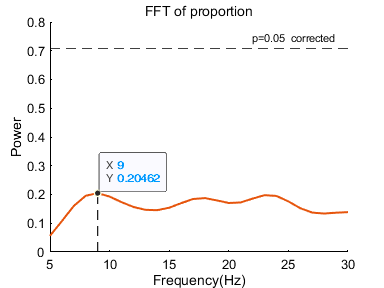 FFT of proportion
0.8
p=0.05 corrected
0.7
0.6
0.5
0.4
0.3
X 9
Y 0.20462
0.2
0.1
0
5 10 15 20 25 30
Power
Frequency(Hz)